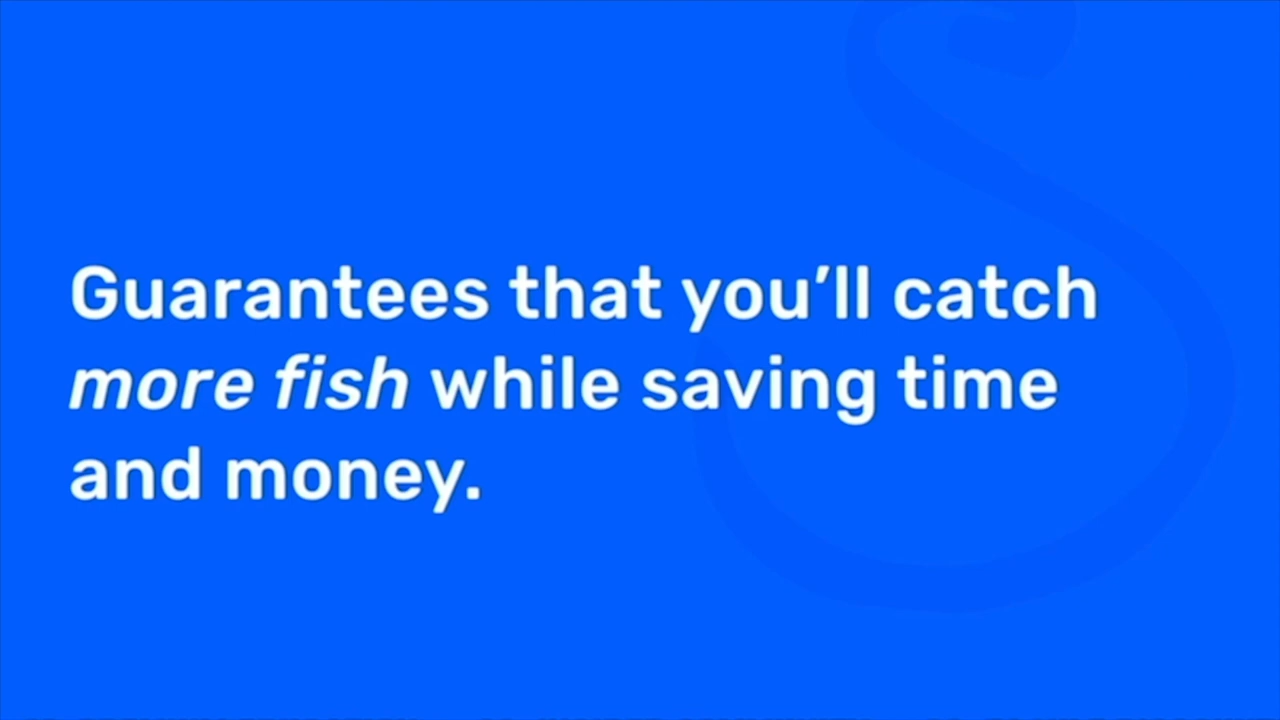 Guarantees that you’ll catch
more fish while saving time
and money.